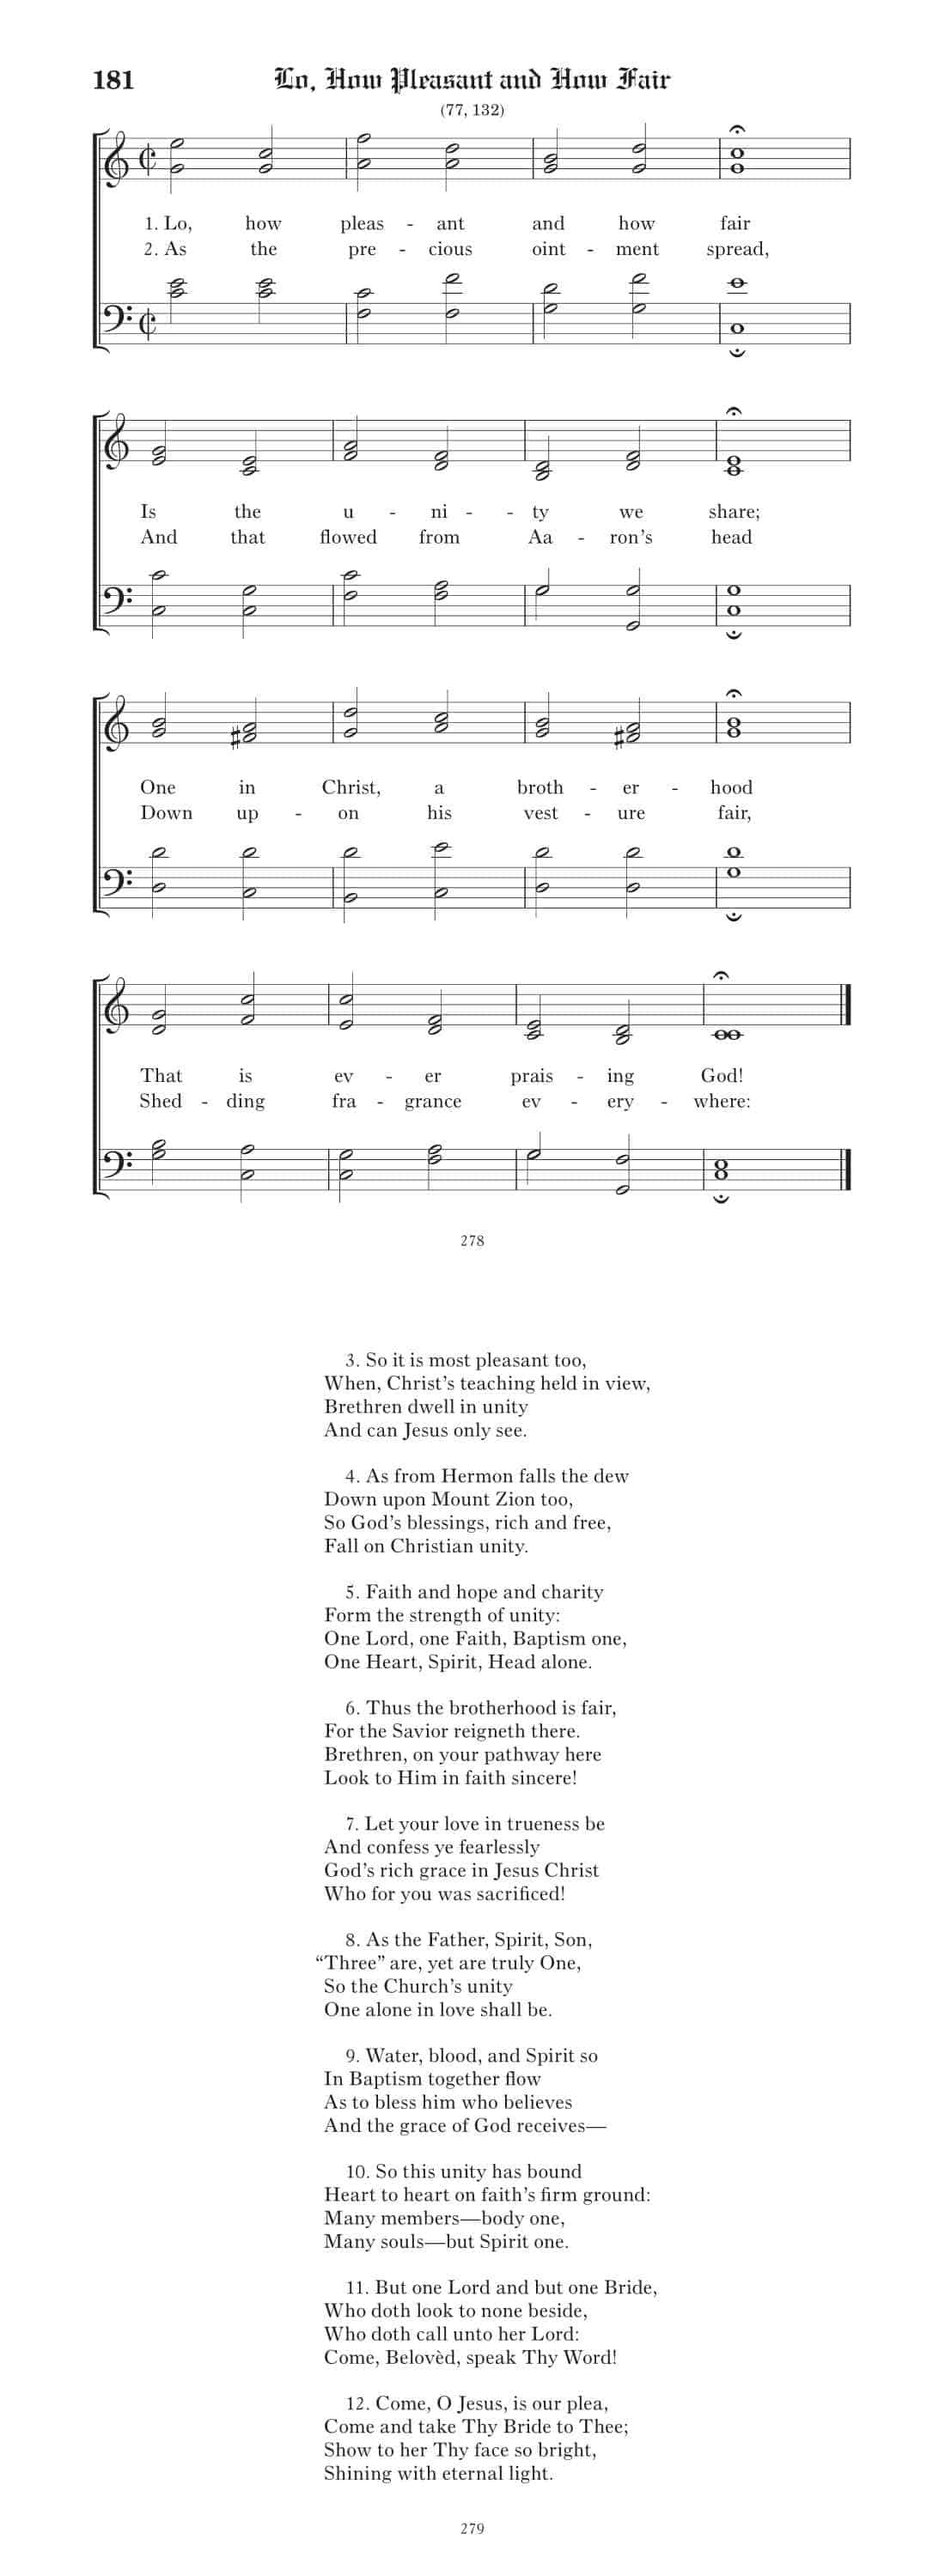 181 Lo, How Pleasant and How Fair
(77, 132)
1. Lo, how pleas - ant and how fair
2. As the pre - cious oint - ment spread,
Is the u - ni - - ty we share;
And that flowed from Aa - ron's head
One in Christ, a broth - er - hood
Down up - on his vest - ure fair,
That is ev - er prais - ing God!
Shed - ding fra - grance ev - ery - where:
278
3. So it is most pleasant too,
When, Christ's teaching held in view,
Brethren dwell in unity
And can Jesus only see.
4. As from Hermon falls the dew
Down upon Mount Zion too,
So God's blessings, rich and free,
Fall on Christian unity.
5. Faith and hope and charity
Form the strength of unity:
One Lord, one Faith, Baptism one,
One Heart, Spirit, Head alone.
6. Thus the brotherhood is fair,
For the Savior reigneth there.
Brethren, on your pathway here
Look to Him in faith sincere!
7. Let your love in trueness be
And confess ye fearlessly
God's rich grace in Jesus Christ
Who for you was sacrificed!
8. As the Father, Spirit, Son,
“Three” are, yet are truly One,
So the Church's unity
One alone in love shall be.
9. Water, blood, and Spirit so
In Baptism together flow
As to bless him who believes
And the grace of God receives—
10. So this unity has bound
Heart to heart on faith's firm ground:
Many members—body one,
Many souls—but Spirit one.
11. But one Lord and but one Bride,
Who doth look to none beside,
Who doth call unto her Lord:
Come, Belovèd, speak Thy Word!
12. Come, O Jesus, is our plea,
Come and take Thy Bride to Thee;
Show to her Thy face so bright,
Shining with eternal light.
279